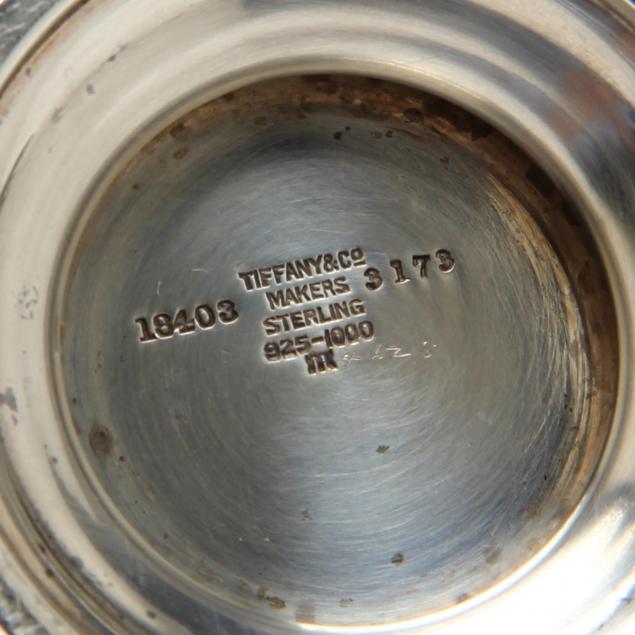 TIFFANY & Co
MAKERS
STERLING
925-1000
M
18403
3173